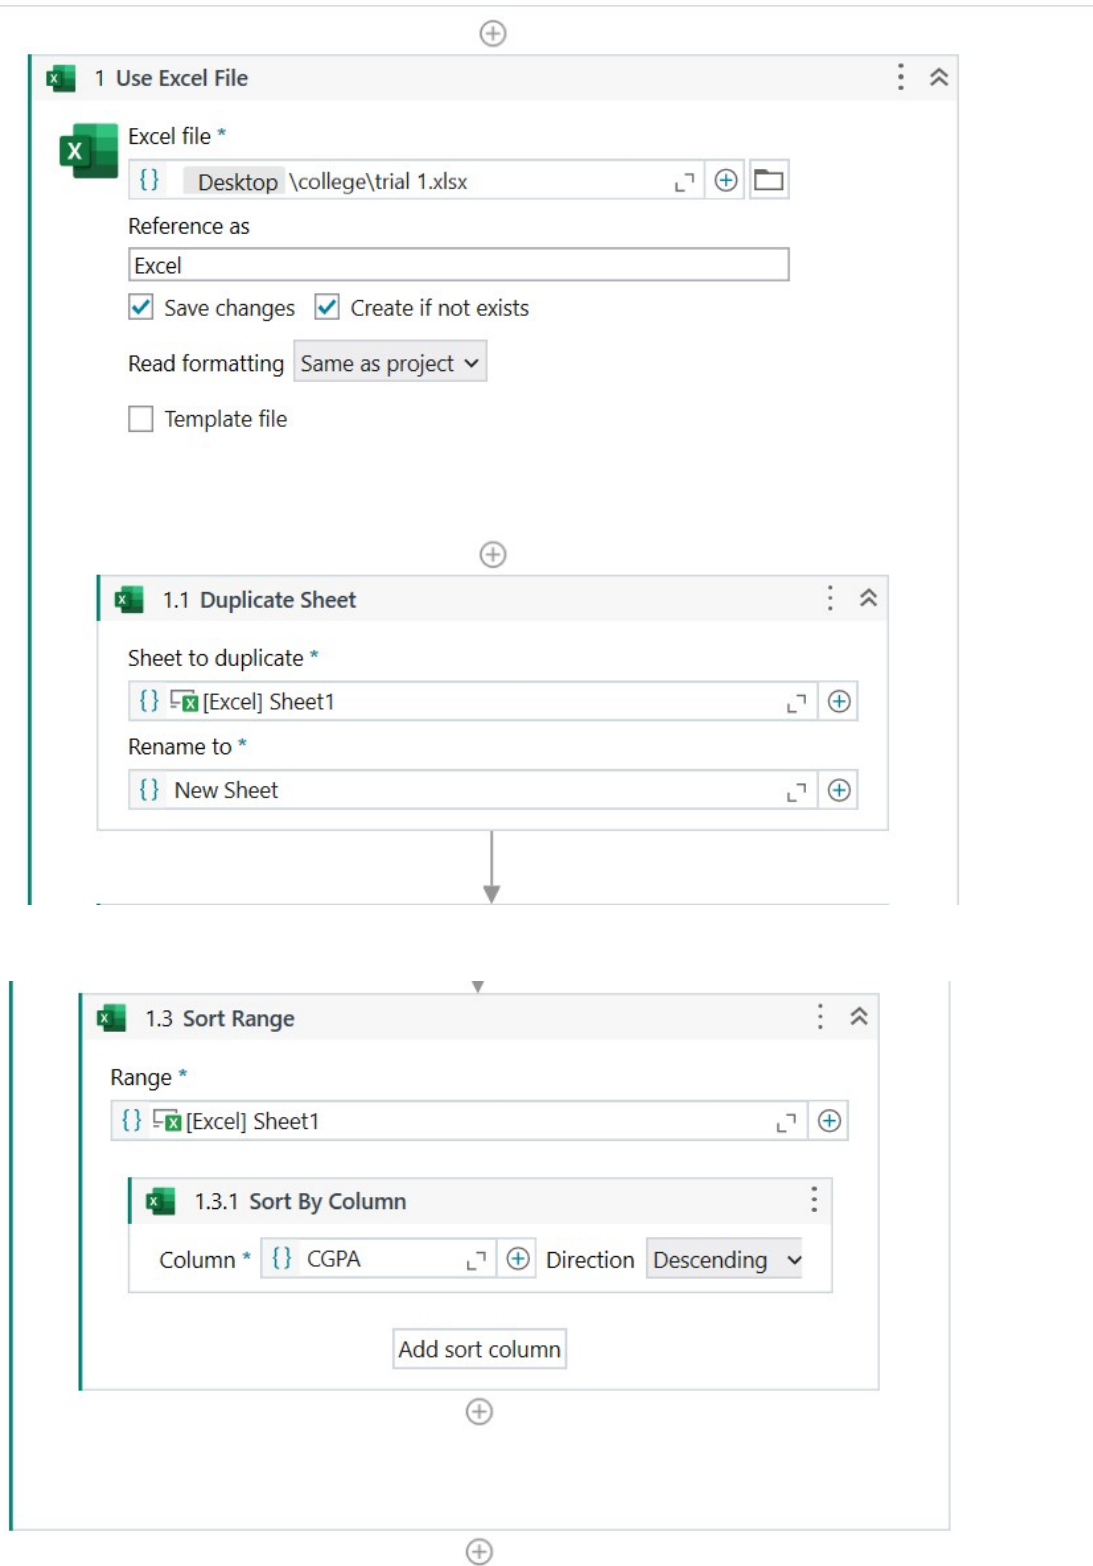 1 Use Excel File
Excel file *
{} Desktop \college\trial 1.xlsx
Reference as
Excel
Save changes Create if not exists
Read formatting Same as project
Template file
1.1 Duplicate Sheet
Sheet to duplicate *
{} [Excel] Sheet1
Rename to *
{} New Sheet
1.3 Sort Range
Range *
{} [Excel] Sheet1
1.3.1 Sort By Column
Column * {} CGPA Direction Descending
Add sort column